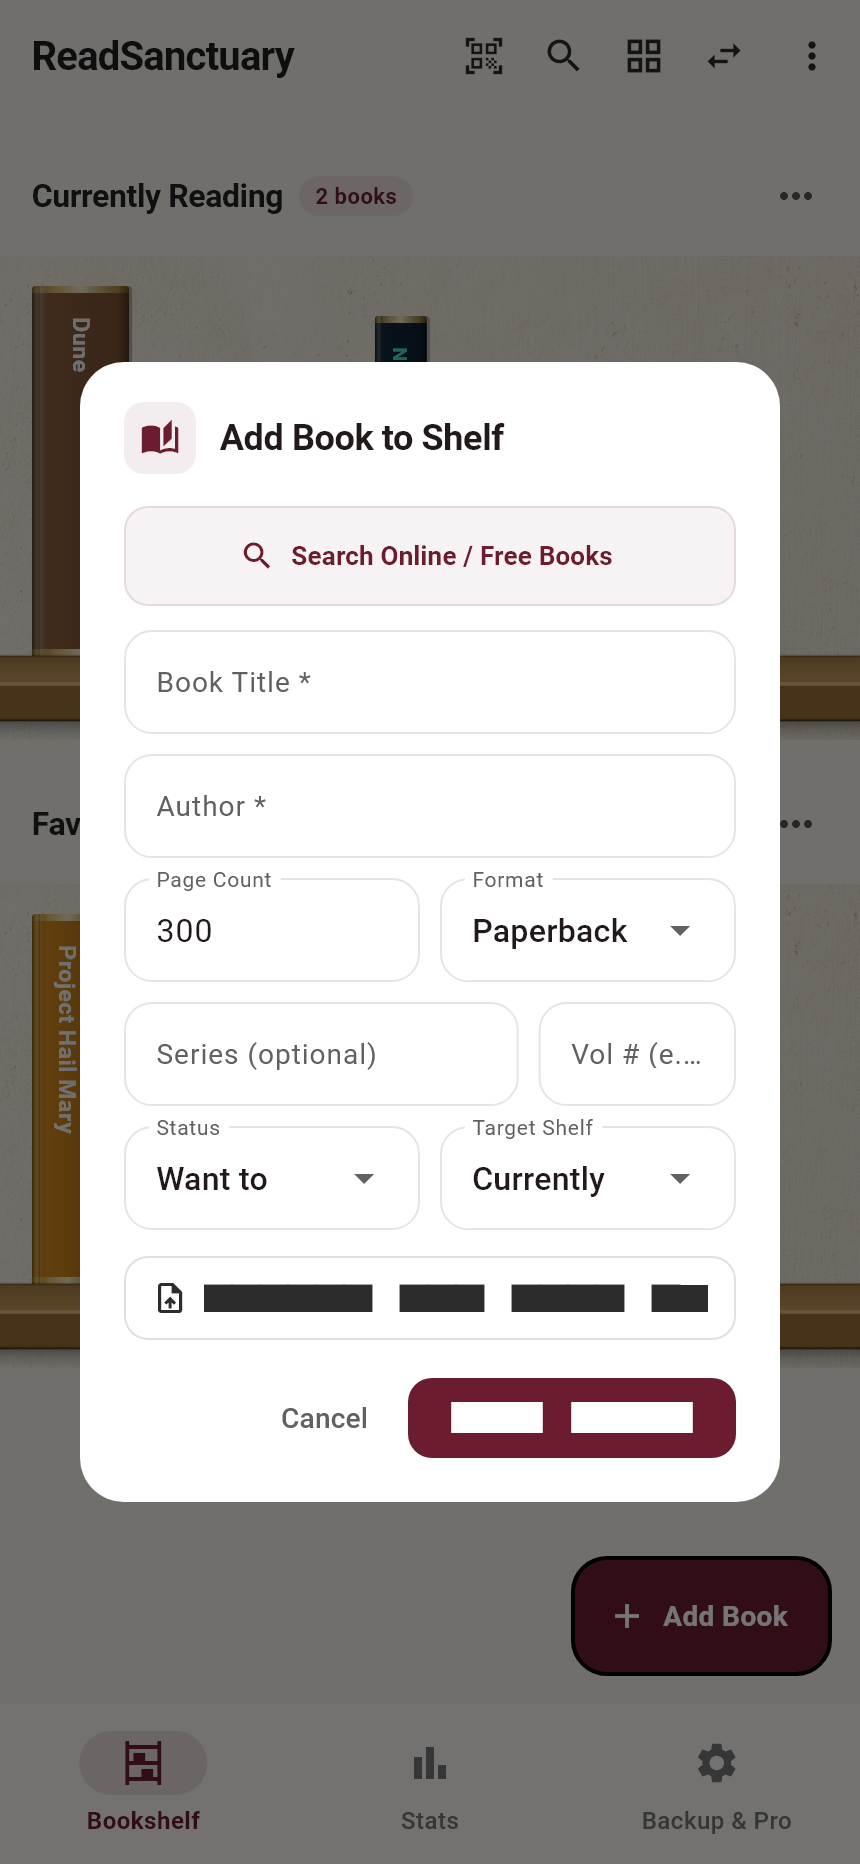 ReadSanctuary
Currently Reading
2 books
Dune
N
Add Book to Shelf
Search Online / Free Books
Book Title *
Author *
Page Count
300
Format
Paperback
Series (optional)
Vol # (e.…
Status
Want to
Target Shelf
Currently
Fav
Project Hail Mary
Cancel
Add Book
Bookshelf
Stats
Backup & Pro